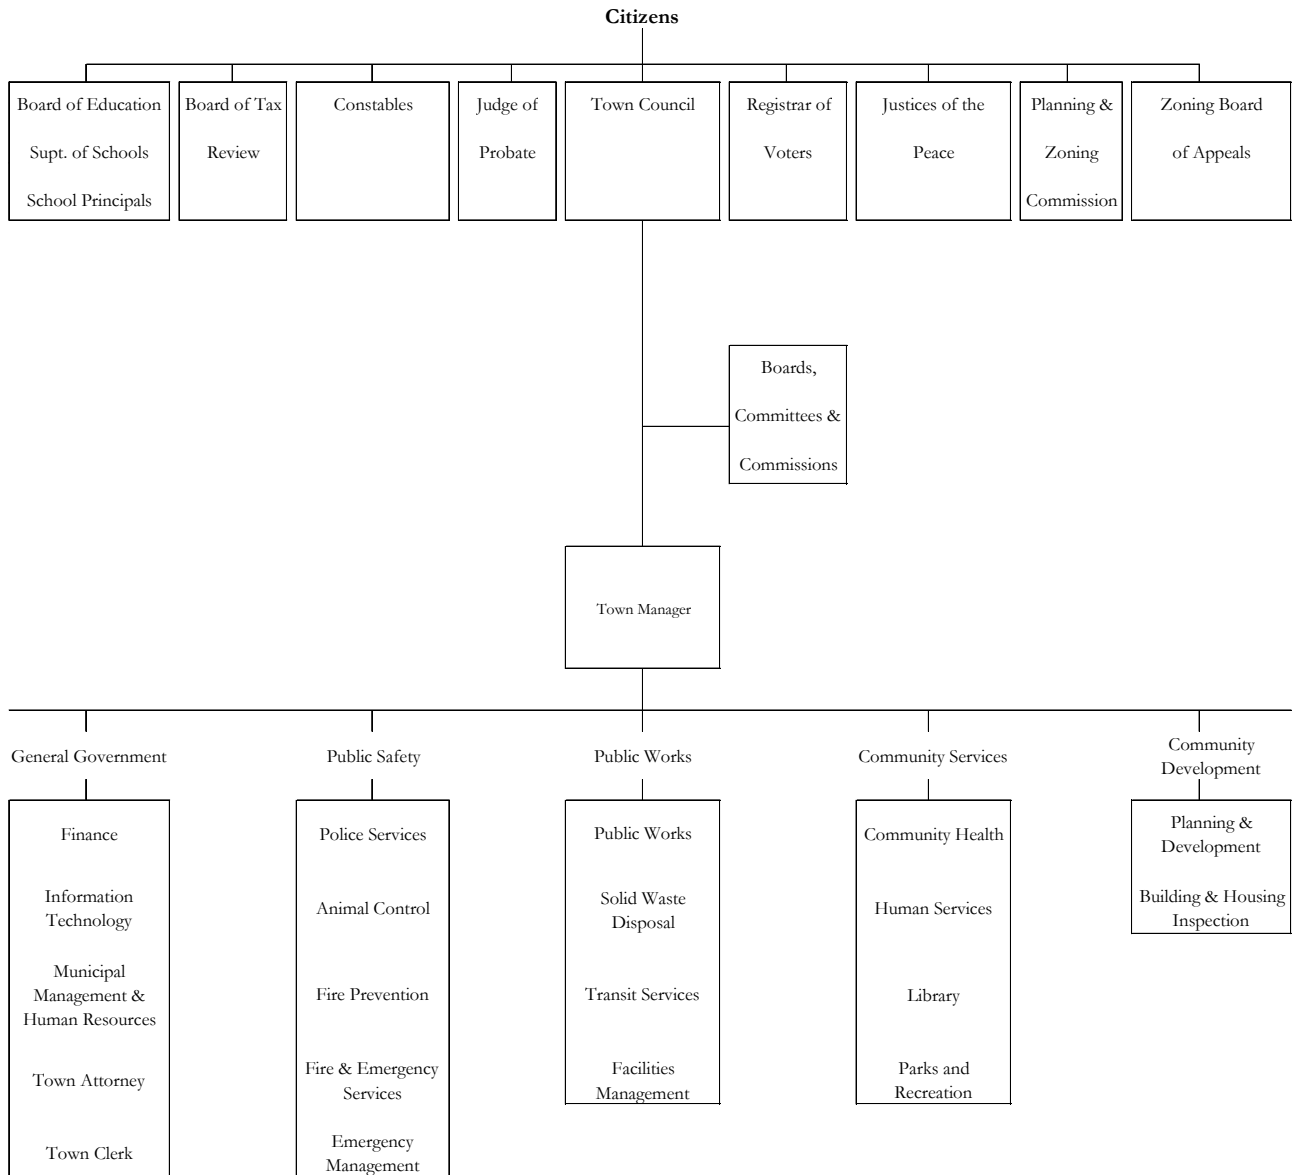 Citizens
Board of Education
Supt. of Schools
School Principals
Board of Tax
Review
Constables
Judge of
Probate
Town Council
Registrar of
Voters
Justices of the
Peace
Planning &
Zoning
Commission
Zoning Board
of Appeals
Boards,
Committees &
Commissions
Town Manager
General Government
Finance
Information
Technology
Municipal
Management &
Human Resources
Town Attorney
Town Clerk
Public Safety
Police Services
Animal Control
Fire Prevention
Fire & Emergency
Services
Emergency
Management
Public Works
Public Works
Solid Waste
Disposal
Transit Services
Facilities
Management
Community Services
Community Health
Human Services
Library
Parks and
Recreation
Community
Development
Planning &
Development
Building & Housing
Inspection